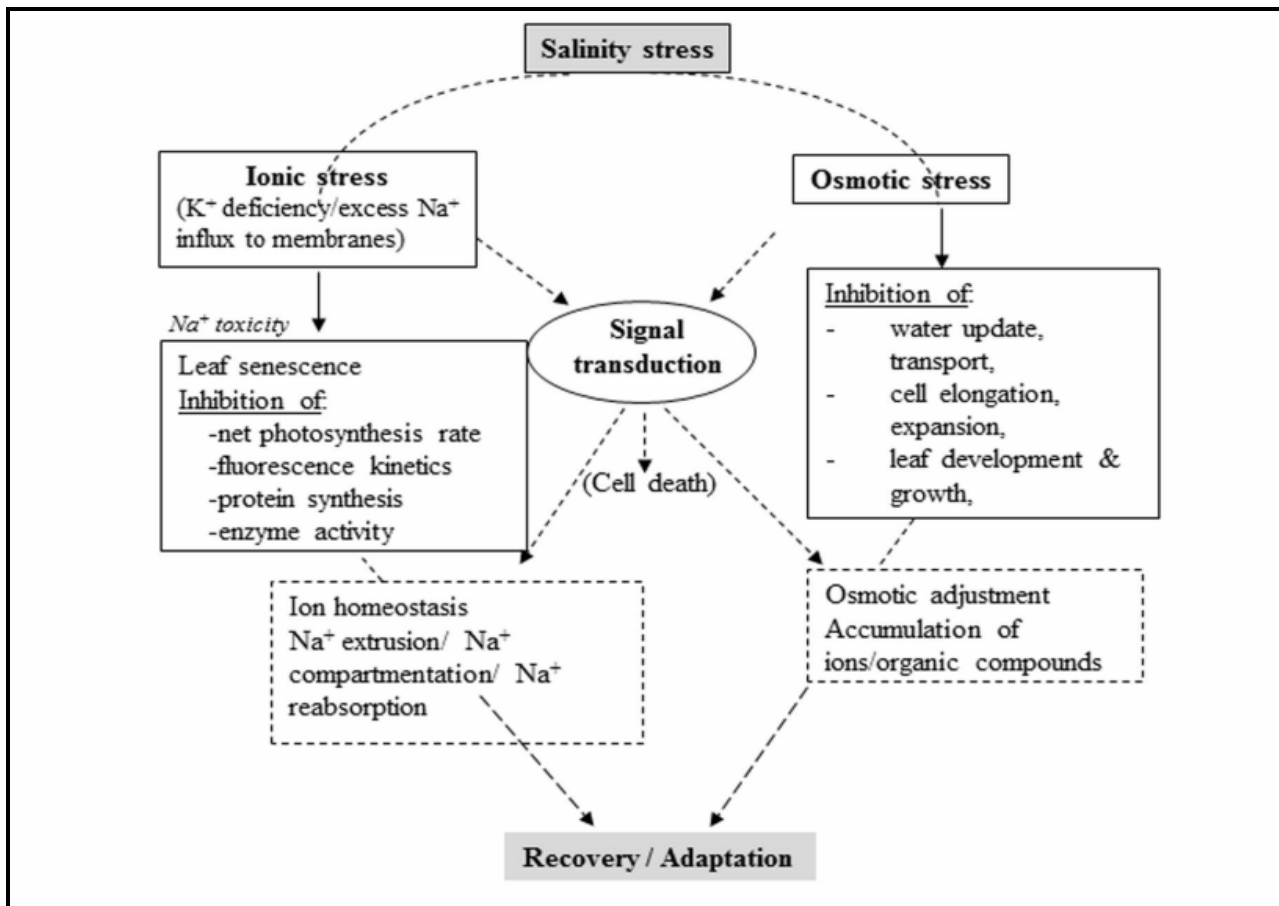 Salinity stress
Ionic stress
(K⁺ deficiency/excess Na⁺
influx to membranes)
Osmotic stress
Na⁺ toxicity
Leaf senescence
Inhibition of:
-net photosynthesis rate
-fluorescence kinetics
-protein synthesis
-enzyme activity
Signal
transduction
(Cell death)
Inhibition of:
- water update,
transport,
- cell elongation,
expansion,
- leaf development &
growth,
Ion homeostasis
Na⁺ extrusion/ Na⁺
compartmentation/ Na⁺
reabsorption
Osmotic adjustment
Accumulation of
ions/organic compounds
Recovery / Adaptation